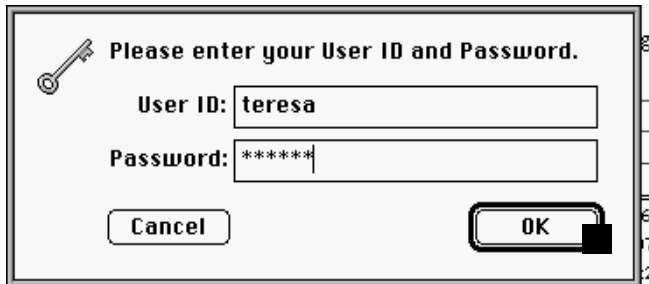 Please enter your User ID and Password.
User ID: teresa
Password: ******
Cancel OK